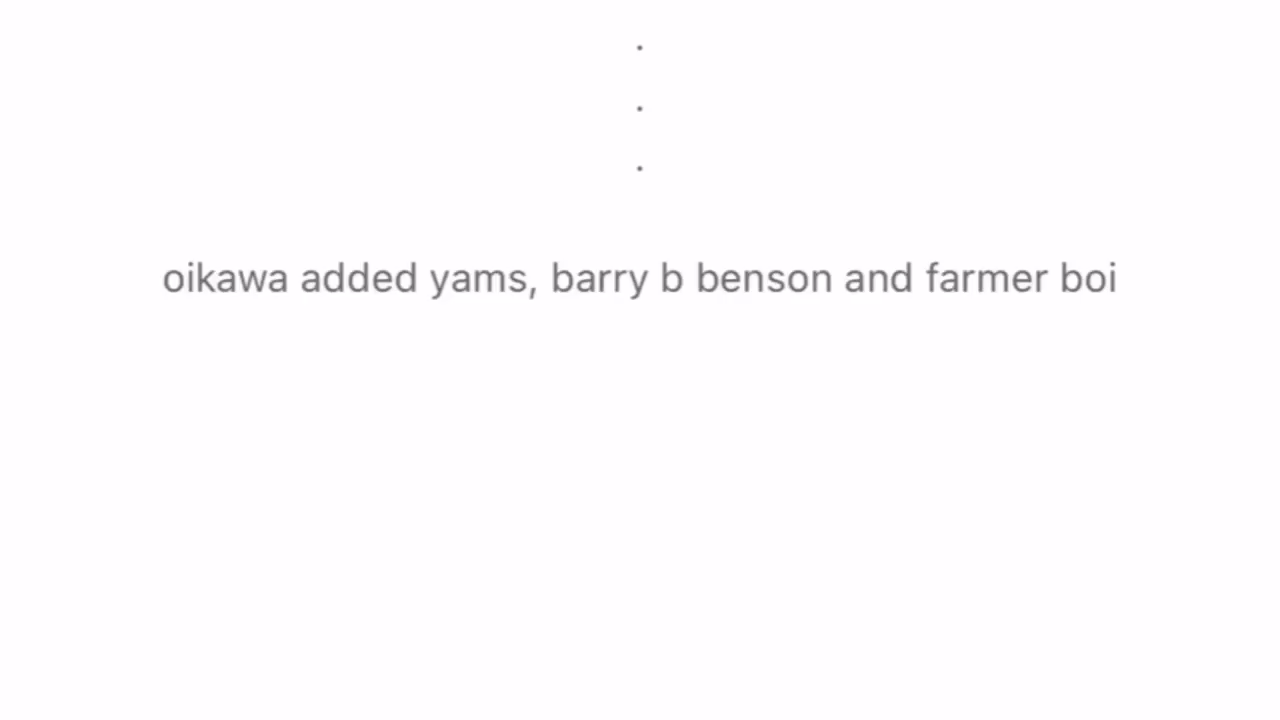 .
.
.
oikawa added yams, barry b benson and farmer boi